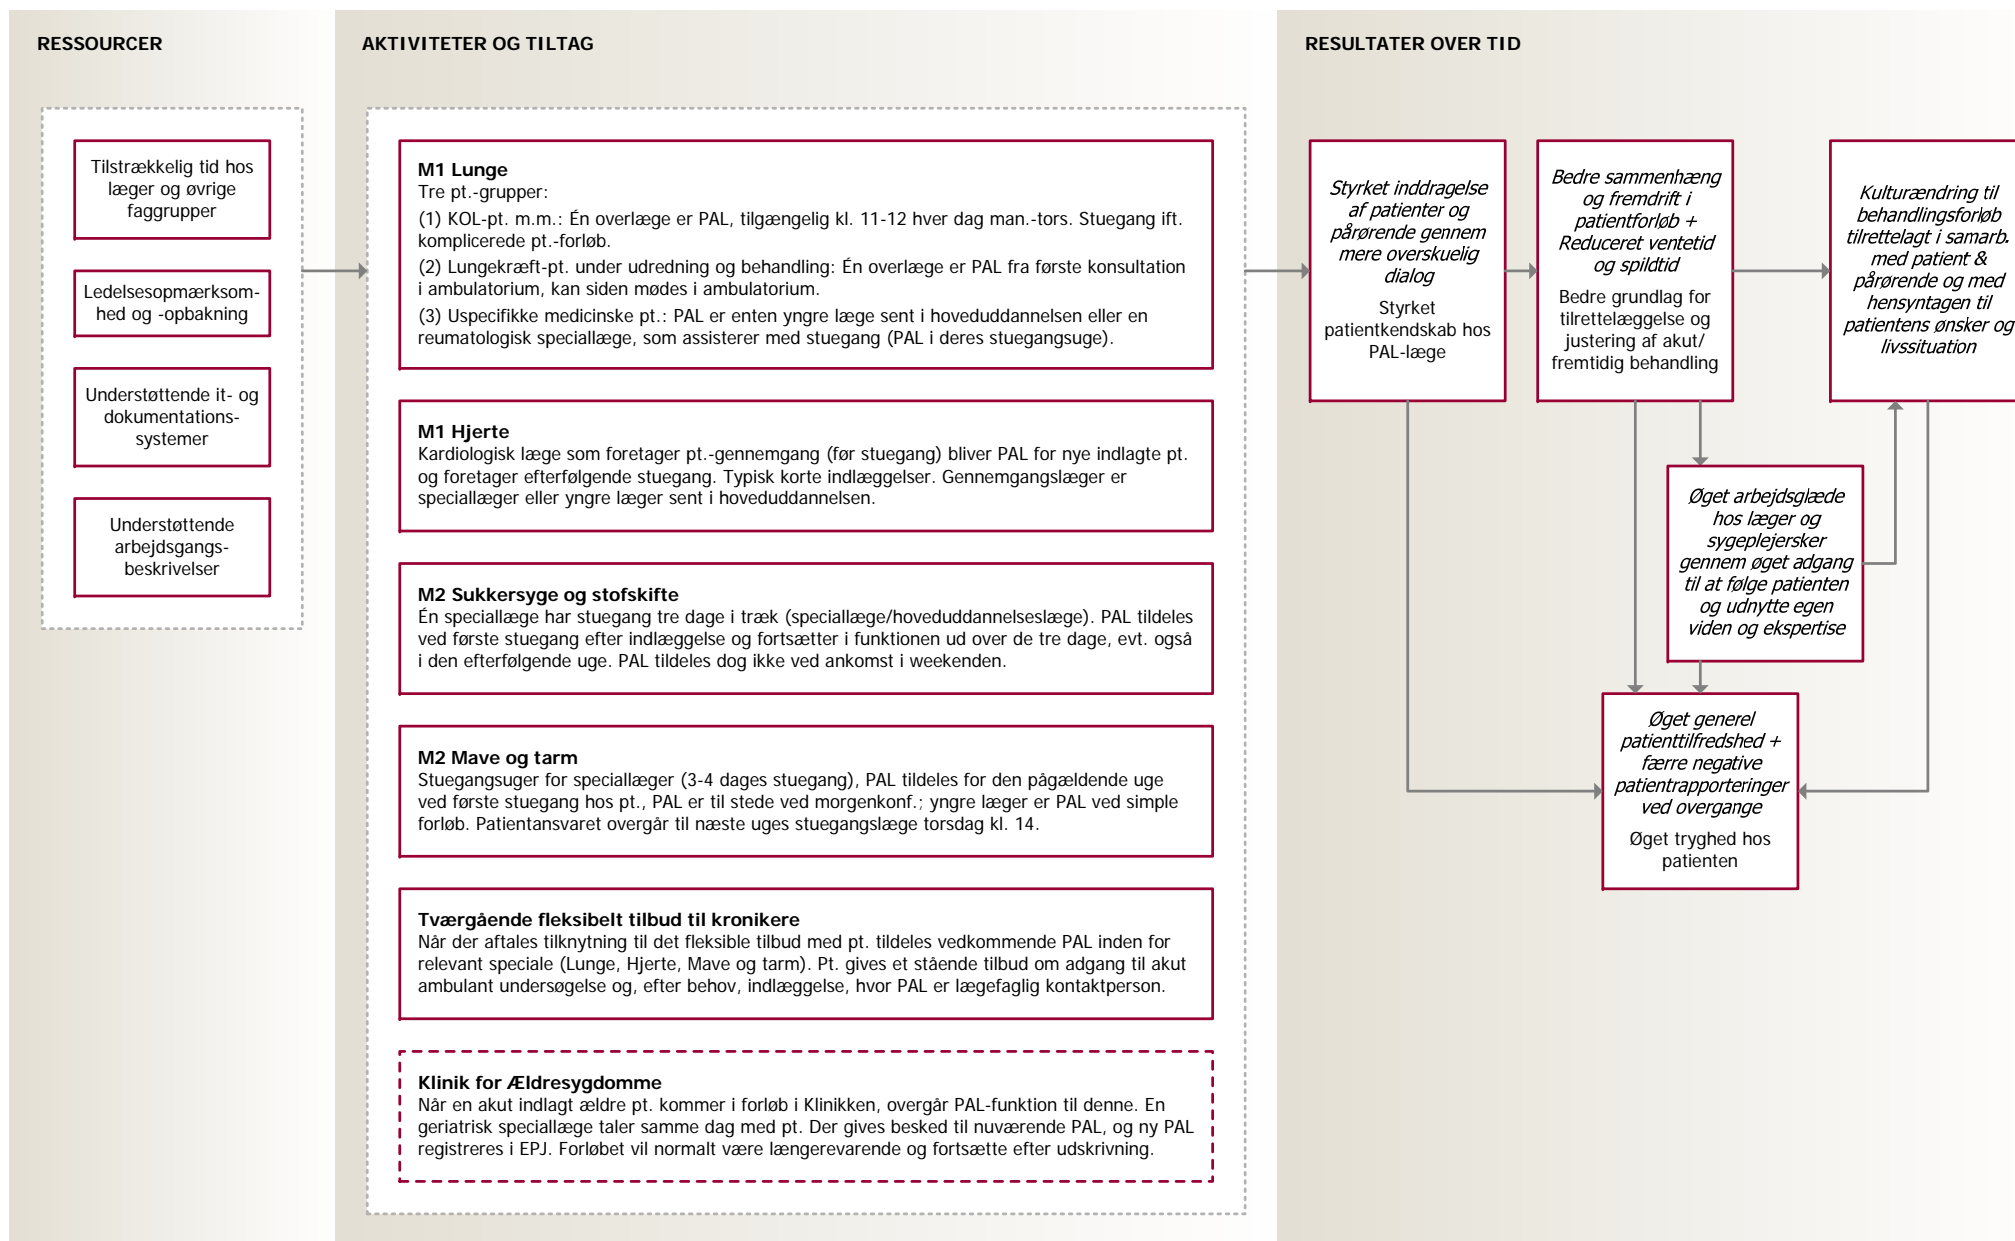 RESSOURCER
Tilstrækkelig tid hos
læger og øvrige
faggrupper
Ledelsesopmærksom-
hed og -opbakning
Understøttende it- og
dokumentations-
systemer
Understøttende
arbejdsgangs-
beskrivelser
AKTIVITETER OG TILTAG
M1 Lunge
Tre pt.-grupper:
(1) KOL-pt. m.m.: Én overlæge er PAL, tilgængelig kl. 11-12 hver dag man.-tors. Stuegang ift.
komplicerede pt.-forløb.
(2) Lungekræft-pt. under udredning og behandling: Én overlæge er PAL fra første konsultation
i ambulatorium, kan siden mødes i ambulatorium.
(3) Uspecifikke medicinske pt.: PAL er enten yngre læge sent i hoveduddannelsen eller en
reumatologisk speciallæge, som assisterer med stuegang (PAL i deres stuegangsuge).
M1 Hjerte
Kardiologisk læge som foretager pt.-gennemgang (før stuegang) bliver PAL for nye indlagte pt.
og foretager efterfølgende stuegang. Typisk korte indlæggelser. Gennemgangslæger er
speciallæger eller yngre læger sent i hoveduddannelsen.
M2 Sukkersyge og stofskifte
Én speciallæge har stuegang tre dage i træk (speciallæge/hoveduddannelseslæge). PAL tildeles
ved første stuegang efter indlæggelse og fortsætter i funktionen ud over de tre dage, evt. også
i den efterfølgende uge. PAL tildeles dog ikke ved ankomst i weekenden.
M2 Mave og tarm
Stuegangsuger for speciallæger (3-4 dages stuegang), PAL tildeles for den pågældende uge
ved første stuegang hos pt., PAL er til stede ved morgenkonf.; yngre læger er PAL ved simple
forløb. Patientansvaret overgår til næste uges stuegangslæge torsdag kl. 14.
Tværgående fleksibelt tilbud til kronikere
Når der aftales tilknytning til det fleksible tilbud med pt. tildeles vedkommende PAL inden for
relevant speciale (Lunge, Hjerte, Mave og tarm). Pt. gives et stående tilbud om adgang til akut
ambulant undersøgelse og, efter behov, indlæggelse, hvor PAL er lægefaglig kontaktperson.
Klinik for Ældresygdomme
Når en akut indlagt ældre pt. kommer i forløb i Klinikken, overgår PAL-funktion til denne. En
geriatrisk speciallæge taler samme dag med pt. Der gives besked til nuværende PAL, og ny PAL
registreres i EPJ. Forløbet vil normalt være længerevarende og fortsætte efter udskrivning.
RESULTATER OVER TID
Styrket inddragelse
af patienter og
pårørende gennem
mere overskuelig
dialog
Styrket
patientkendskab hos
PAL-læge
Bedre sammenhæng
og fremdrift i
patientforløb +
Reduceret ventetid
og spildtid
Bedre grundlag for
tilrettelæggelse og
justering af akut/
fremtidig behandling
Kulturændring til
behandlingsforløb
tilrettelagt i samarb.
med patient &
pårørende og med
hensyntagen til
patientens ønsker og
livssituation
Øget arbejdsglæde
hos læger og
sygeplejersker
gennem øget adgang
til at følge patienten
og udnytte egen
viden og ekspertise
Øget generel
patienttilfredshed +
færre negative
patientrapporteringer
ved overgange
Øget tryghed hos
patienten